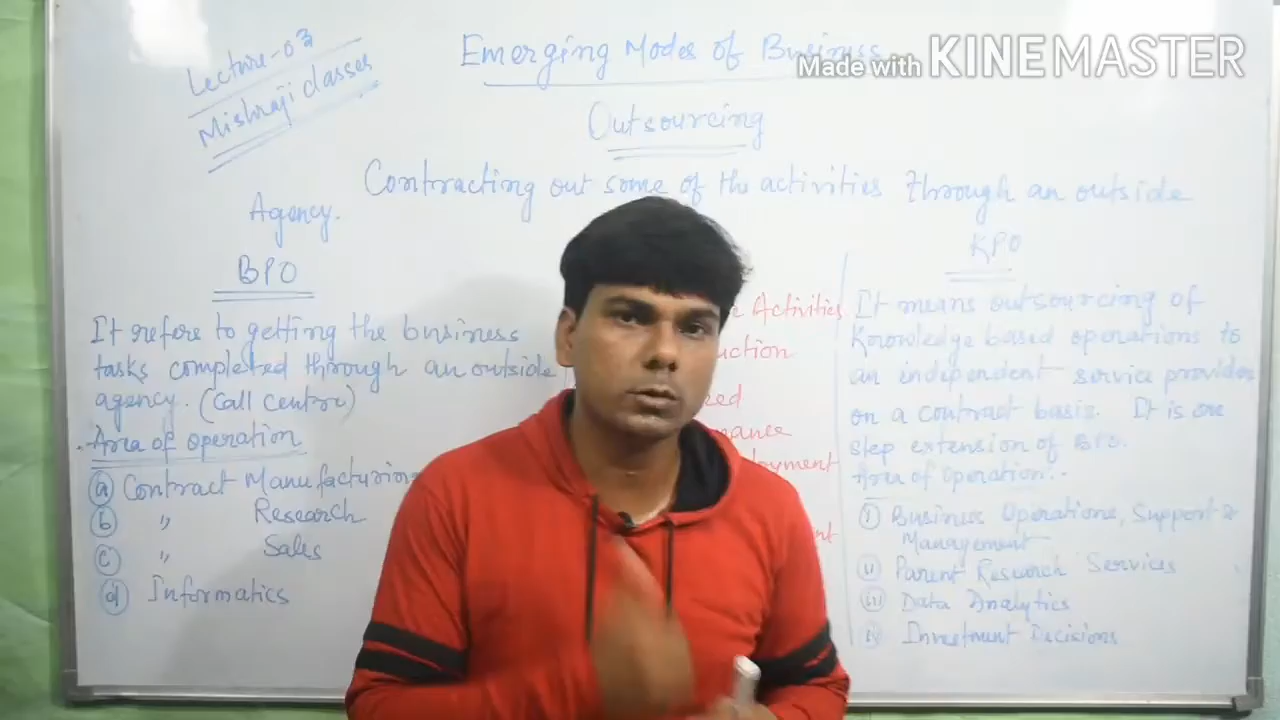 Lecture-03
Mishraji classes
Emerging Modes of Business
Made with KINEMASTER
Outsourcing
Contracting out some of the activities through an outside
Agency.
BPO
It refers to getting the business
tasks completed through an outside
agency. (Call centre)
Area of operation
(a) Contract Manufacturing
(b) " Research
(c) " Sales
(d) Informatics
Activities
KPO
It means outsourcing of
Knowledge based operations to
an independent service provider
on a contract basis. It is one
step extension of BPO.
Area of operation:-
(i) Business Operations, Support &
Management
(ii) Patent Research Services
(iii) Data Analytics
(iv) Investment Decisions